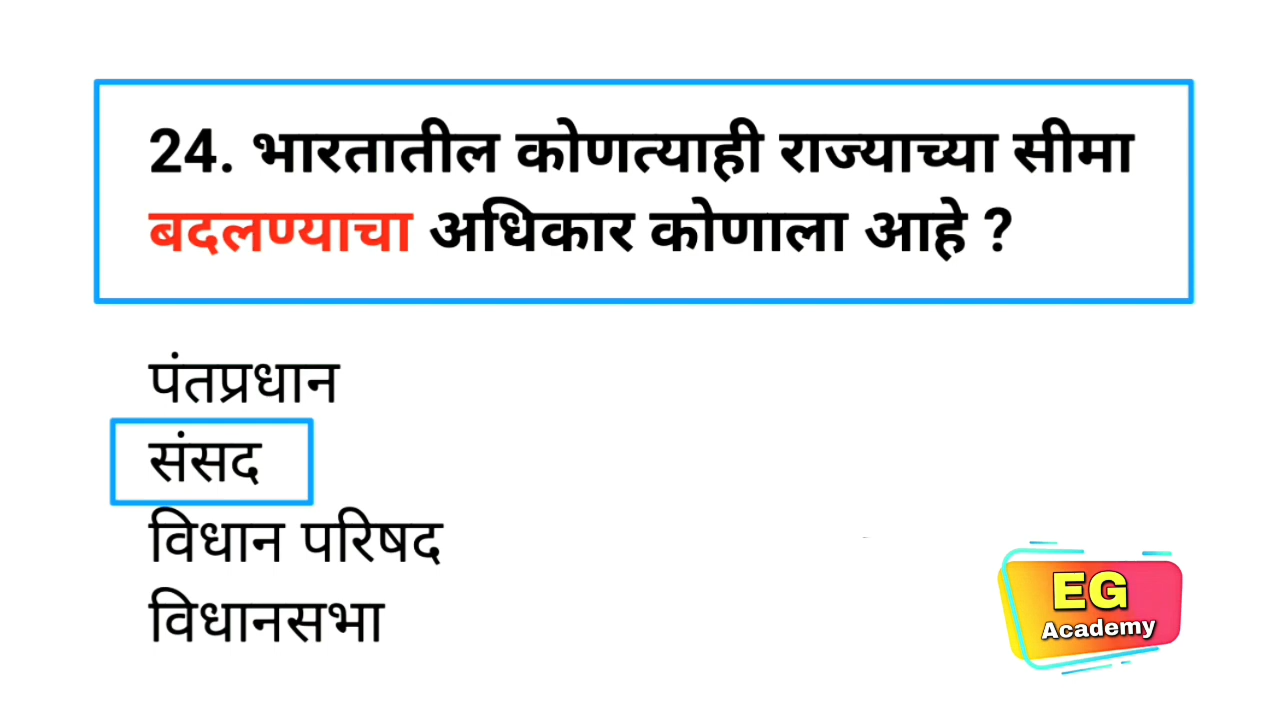 24. भारतातील कोणत्याही राज्याच्या सीमा
बदलण्याचा अधिकार कोणाला आहे ?
पंतप्रधान
संसद
विधान परिषद
विधानसभा
EG
Academy